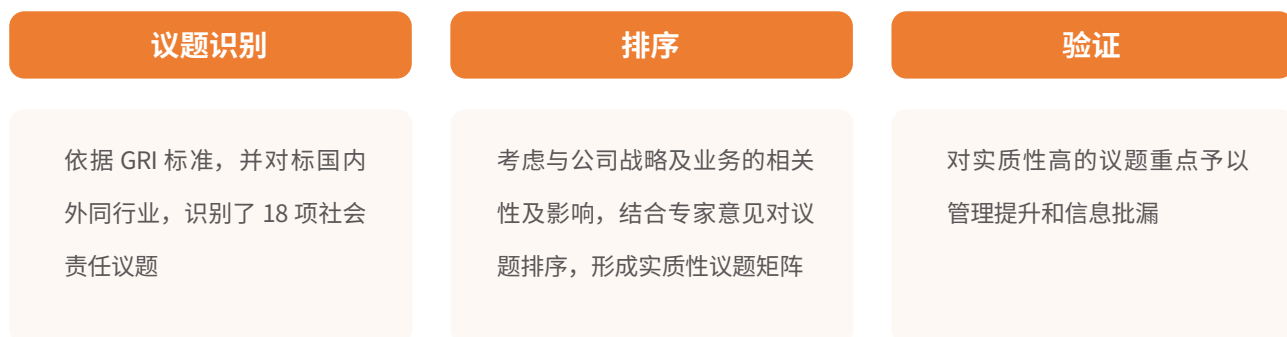 议题识别
依据 GRI 标准，并对标国内
外同行业，识别了 18 项社会
责任议题
排序
考虑与公司战略及业务的相关
性及影响，结合专家意见对议
题排序，形成实质性议题矩阵
验证
对实质性高的议题重点予以
管理提升和信息批漏